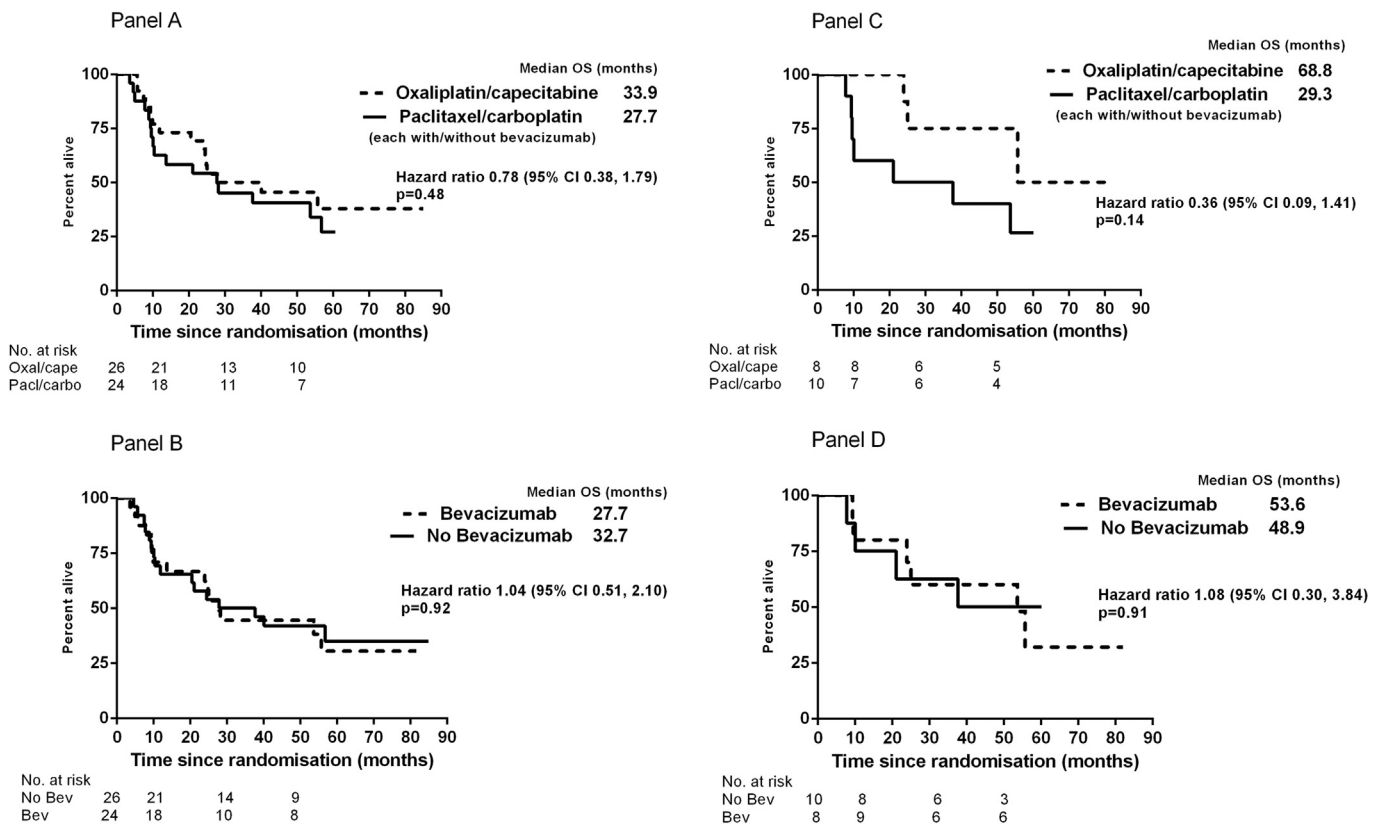 Panel A
Median OS (months)
Oxaliplatin/capecitabine 33.9
Paclitaxel/carboplatin 27.7
(each with/without bevacizumab)
Hazard ratio 0.78 (95% CI 0.38, 1.79)
p=0.48
Percent alive
100
75
50
25
0
0 10 20 30 40 50 60 70 80 90
Time since randomisation (months)
No. at risk
Oxal/cape 26 21 13 10
Pacl/carbo 24 18 11 7
Panel C
Median OS (months)
Oxaliplatin/capecitabine 68.8
Paclitaxel/carboplatin 29.3
(each with/without bevacizumab)
Hazard ratio 0.36 (95% CI 0.09, 1.41)
p=0.14
Percent alive
100
75
50
25
0
0 10 20 30 40 50 60 70 80 90
Time since randomisation (months)
No. at risk
Oxal/cape 8 8 6 5
Pacl/carbo 10 7 6 4
Panel B
Median OS (months)
Bevacizumab 27.7
No Bevacizumab 32.7
Hazard ratio 1.04 (95% CI 0.51, 2.10)
p=0.92
Percent alive
100
75
50
25
0
0 10 20 30 40 50 60 70 80 90
Time since randomisation (months)
No. at risk
No Bev 26 21 14 9
Bev 24 18 10 8
Panel D
Median OS (months)
Bevacizumab 53.6
No Bevacizumab 48.9
Hazard ratio 1.08 (95% CI 0.30, 3.84)
p=0.91
Percent alive
100
75
50
25
0
0 10 20 30 40 50 60 70 80 90
Time since randomisation (months)
No. at risk
No Bev 10 8 6 3
Bev 8 9 6 6